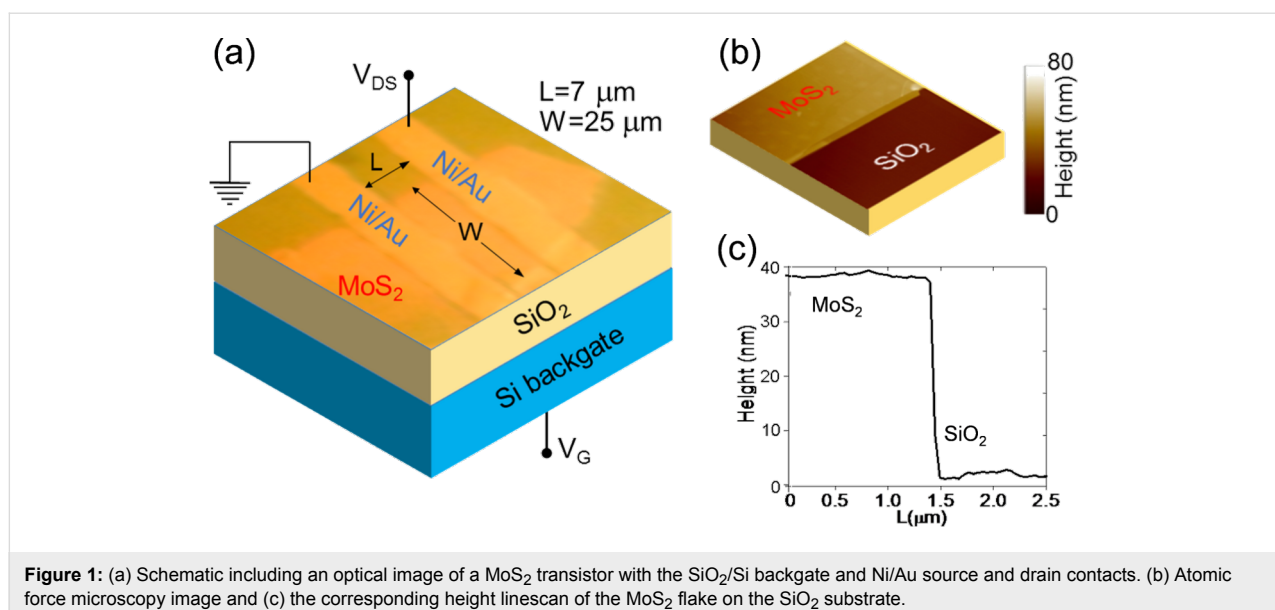 (a)
V_DS
L=7 μm
W=25 μm
L
Ni/Au
Ni/Au
W
MoS₂
SiO₂
Si backgate
V_G
(b)
MoS₂
SiO₂
80
Height (nm)
0
(c)
40
30
20
10
0
Height (nm)
MoS₂
SiO₂
0 0.5 1.0 1.5 2.0 2.5
L(μm)
Figure 1: (a) Schematic including an optical image of a MoS₂ transistor with the SiO₂/Si backgate and Ni/Au source and drain contacts. (b) Atomic
force microscopy image and (c) the corresponding height linescan of the MoS₂ flake on the SiO₂ substrate.